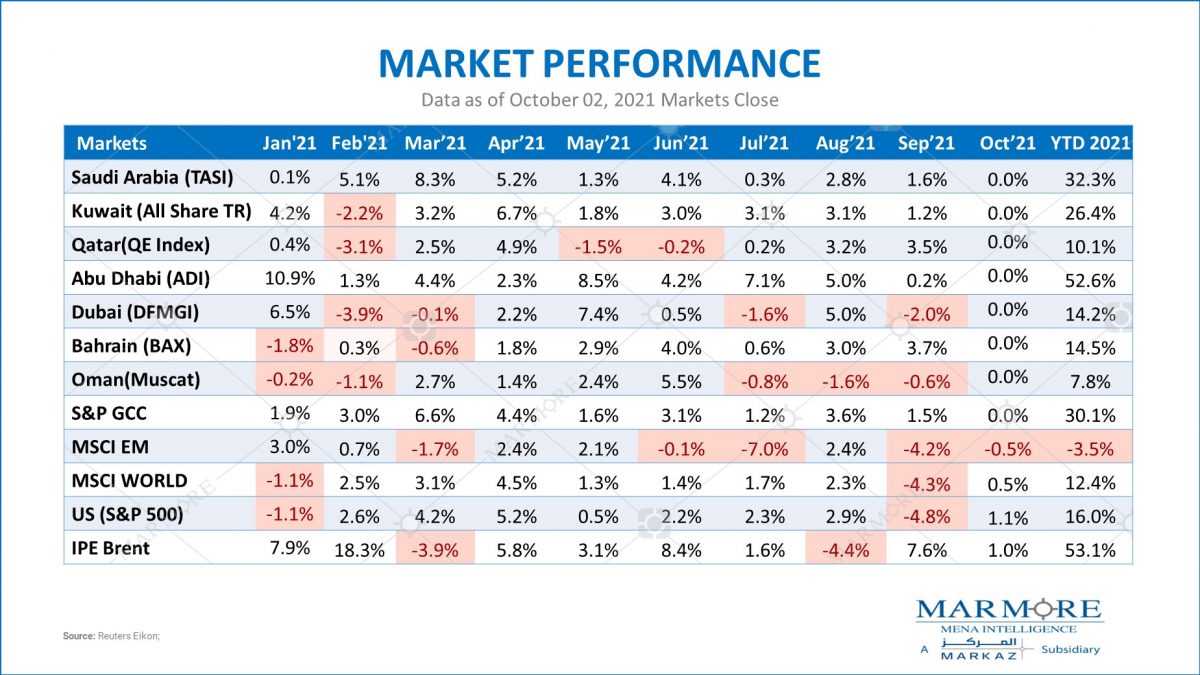 MARKET PERFORMANCE
Data as of October 02, 2021 Markets Close
Markets Jan'21 Feb'21 Mar’21 Apr’21 May’21 Jun’21 Jul’21 Aug’21 Sep’21 Oct’21 YTD 2021
Saudi Arabia (TASI) 0.1% 5.1% 8.3% 5.2% 1.3% 4.1% 0.3% 2.8% 1.6% 0.0% 32.3%
Kuwait (All Share TR) 4.2% -2.2% 3.2% 6.7% 1.8% 3.0% 3.1% 3.1% 1.2% 0.0% 26.4%
Qatar(QE Index) 0.4% -3.1% 2.5% 4.9% -1.5% -0.2% 0.2% 3.2% 3.5% 0.0% 10.1%
Abu Dhabi (ADI) 10.9% 1.3% 4.4% 2.3% 8.5% 4.2% 7.1% 5.0% 0.2% 0.0% 52.6%
Dubai (DFMGI) 6.5% -3.9% -0.1% 2.2% 7.4% 0.5% -1.6% 5.0% -2.0% 0.0% 14.2%
Bahrain (BAX) -1.8% 0.3% -0.6% 1.8% 2.9% 4.0% 0.6% 3.0% 3.7% 0.0% 14.5%
Oman(Muscat) -0.2% -1.1% 2.7% 1.4% 2.4% 5.5% -0.8% -1.6% -0.6% 0.0% 7.8%
S&P GCC 1.9% 3.0% 6.6% 4.4% 1.6% 3.1% 1.2% 3.6% 1.5% 0.0% 30.1%
MSCI EM 3.0% 0.7% -1.7% 2.4% 2.1% -0.1% -7.0% 2.4% -4.2% -0.5% -3.5%
MSCI WORLD -1.1% 2.5% 3.1% 4.5% 1.3% 1.4% 1.7% 2.3% -4.3% 0.5% 12.4%
US (S&P 500) -1.1% 2.6% 4.2% 5.2% 0.5% 2.2% 2.3% 2.9% -4.8% 1.1% 16.0%
IPE Brent 7.9% 18.3% -3.9% 5.8% 3.1% 8.4% 1.6% -4.4% 7.6% 1.0% 53.1%
Source: Reuters Eikon;
MARMORE
MENA INTELLIGENCE
المركز
A MARKAZ Subsidiary